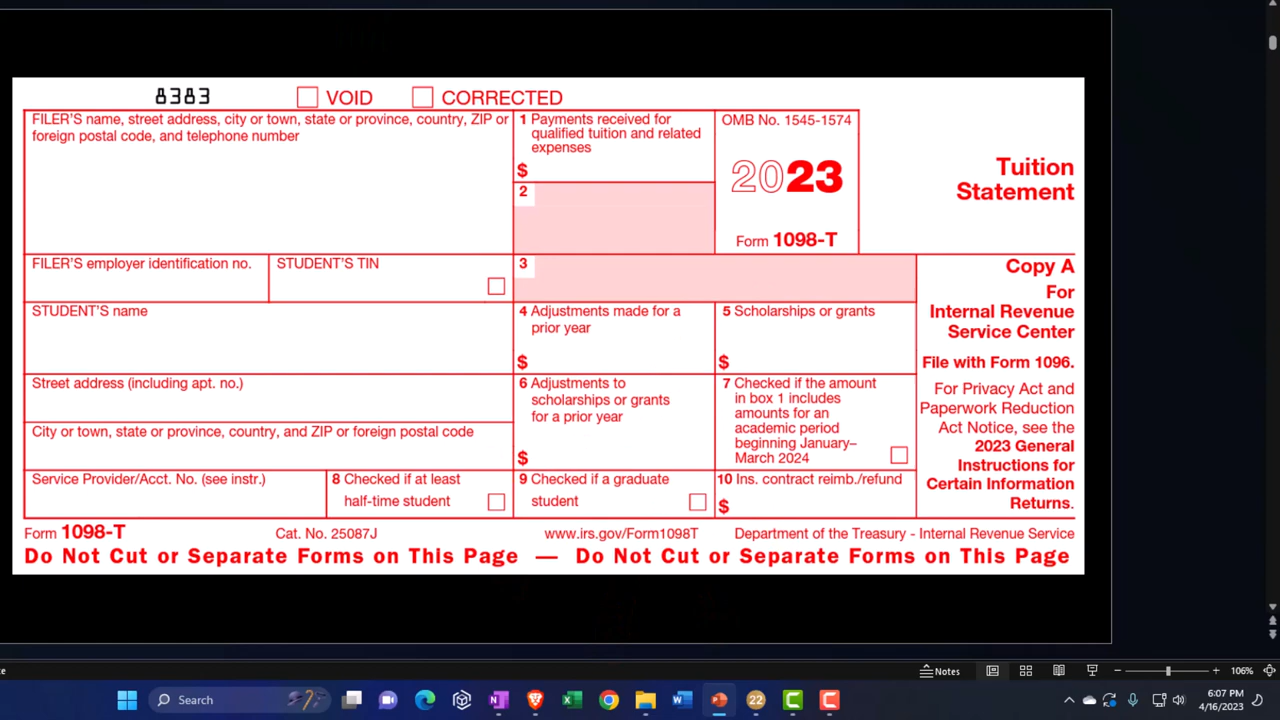 8383
VOID
CORRECTED
FILER'S name, street address, city or town, state or province, country, ZIP or
foreign postal code, and telephone number
1 Payments received for
qualified tuition and related
expenses
$
2
OMB No. 1545-1574
2023
Form 1098-T
Tuition
Statement
FILER'S employer identification no.
STUDENT'S TIN
3
Copy A
For
Internal Revenue
Service Center
File with Form 1096.
For Privacy Act and
Paperwork Reduction
Act Notice, see the
2023 General
Instructions for
Certain Information
Returns.
STUDENT'S name
4 Adjustments made for a
prior year
$
5 Scholarships or grants
$
Street address (including apt. no.)
City or town, state or province, country, and ZIP or foreign postal code
6 Adjustments to
scholarships or grants
for a prior year
$
7 Checked if the amount
in box 1 includes
amounts for an
academic period
beginning January–
March 2024
Service Provider/Acct. No. (see instr.)
8 Checked if at least
half-time student
9 Checked if a graduate
student
10 Ins. contract reimb./refund
$
Form 1098-T
Cat. No. 25087J
www.irs.gov/Form1098T
Department of the Treasury - Internal Revenue Service
Do Not Cut or Separate Forms on This Page — Do Not Cut or Separate Forms on This Page
Notes
106%
Search
22
6:07 PM
4/16/2023